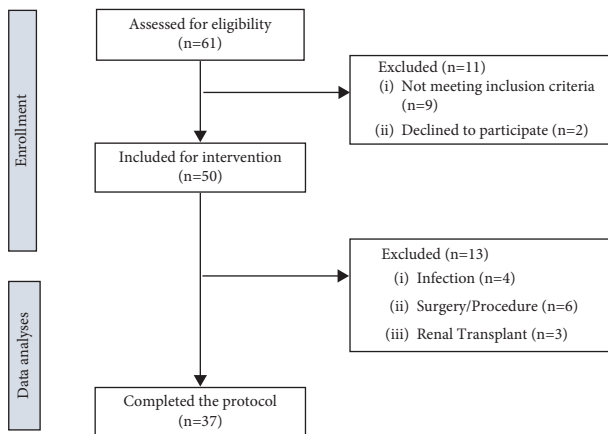 Enrollment
Assessed for eligibility
(n=61)
Excluded (n=11)
(i) Not meeting inclusion criteria
(n=9)
(ii) Declined to participate (n=2)
Included for intervention
(n=50)
Data analyses
Excluded (n=13)
(i) Infection (n=4)
(ii) Surgery/Procedure (n=6)
(iii) Renal Transplant (n=3)
Completed the protocol
(n=37)